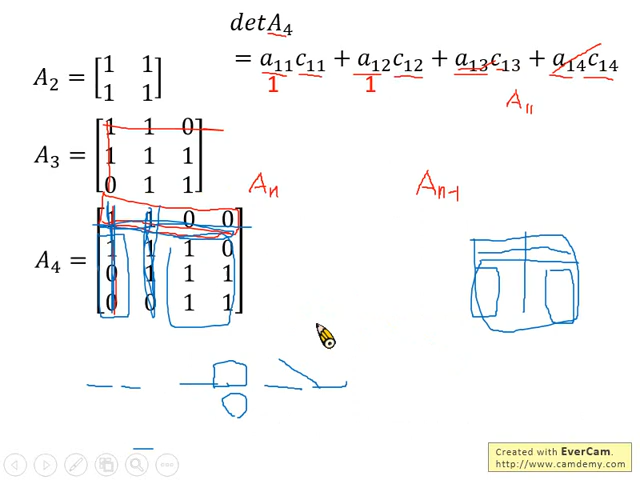 detA₄
= a₁₁c₁₁ + a₁₂c₁₂ + a₁₃c₁₃ + a₁₄c₁₄
1 1
A₁₁
A₂ = [1 1
1 1]
A₃ = [1 1 0
1 1 1
0 1 1]
Aₙ Aₙ₋₁
A₄ = [1 1 0 0
1 1 1 0
0 1 1 1
0 0 1 1]
Created with EverCam.
http://www.camdemy.com